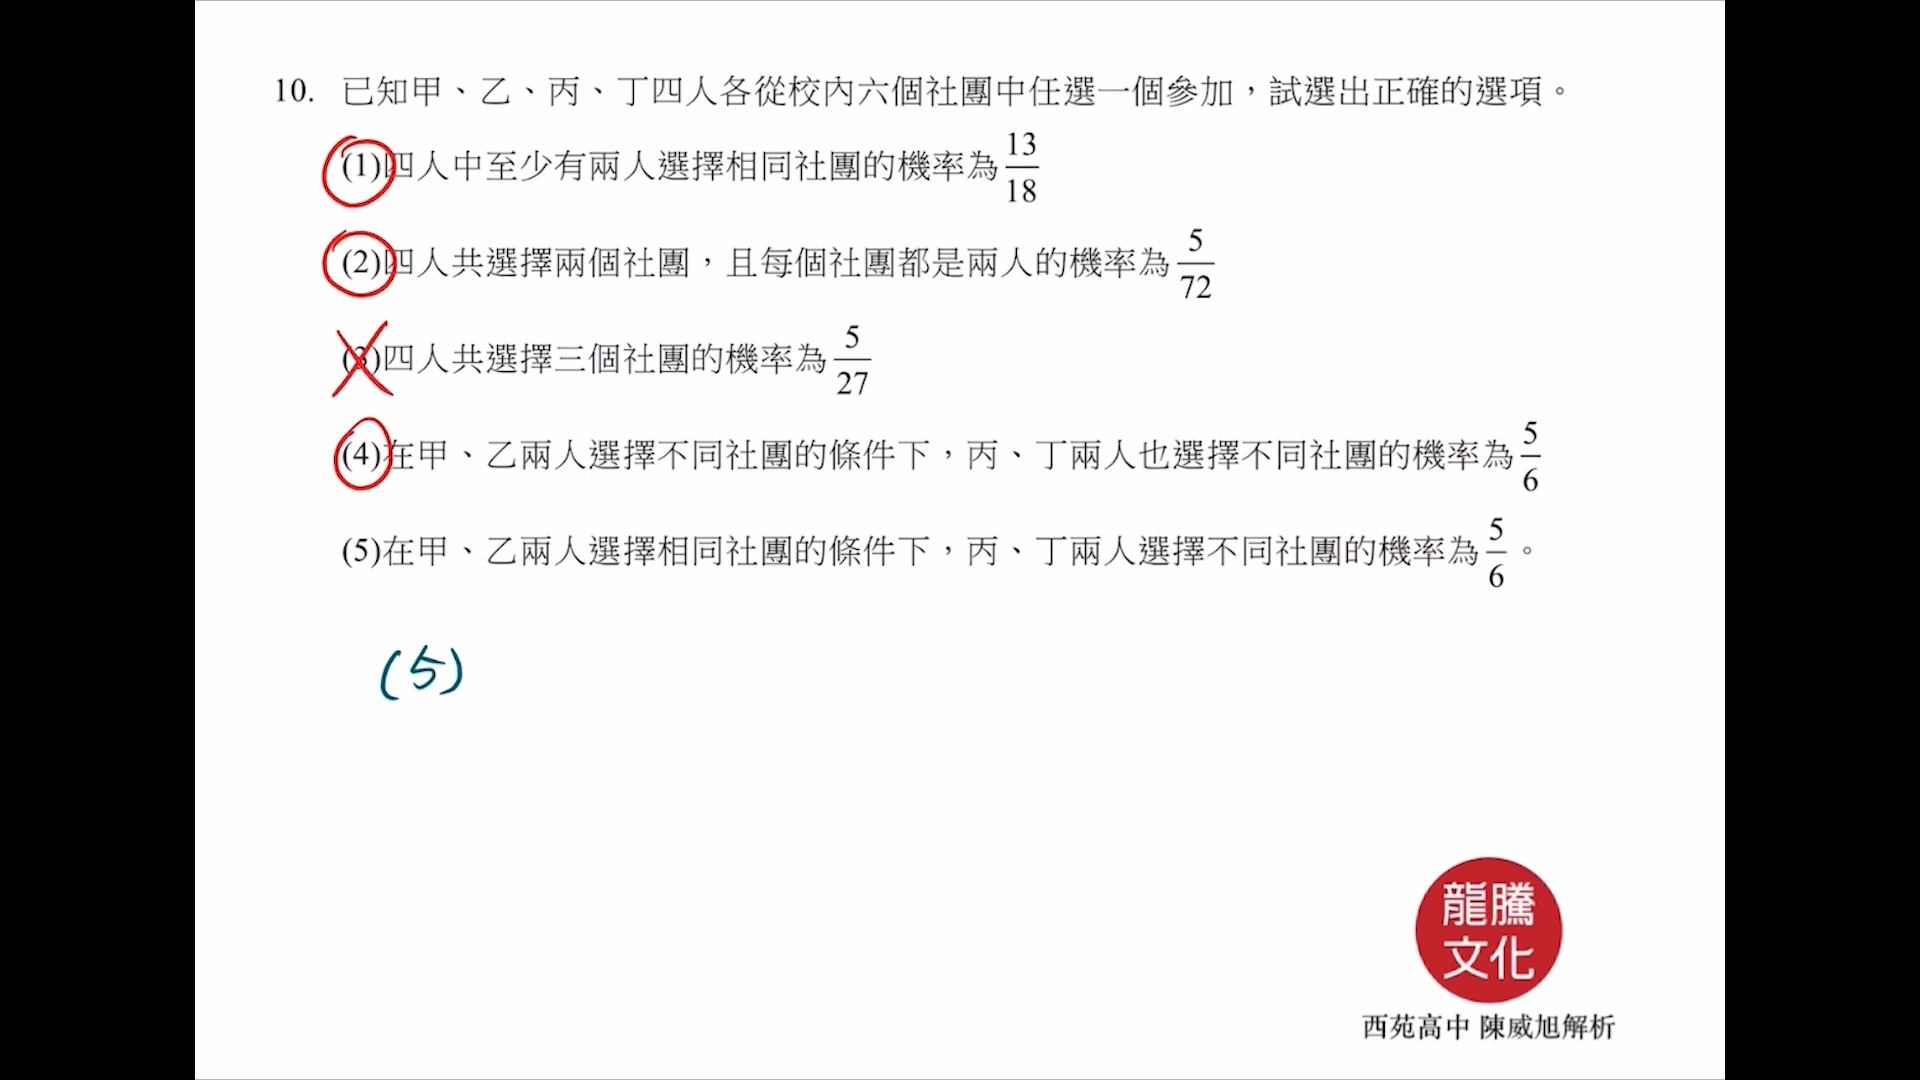 10. 已知甲、乙、丙、丁四人各從校內六個社團中任選一個參加，試選出正確的選項。
(1)四人中至少有兩人選擇相同社團的機率為13/18
(2)四人共選擇兩個社團，且每個社團都是兩人的機率為5/72
(3)四人共選擇三個社團的機率為5/27
(4)在甲、乙兩人選擇不同社團的條件下，丙、丁兩人也選擇不同社團的機率為5/6
(5)在甲、乙兩人選擇相同社團的條件下，丙、丁兩人選擇不同社團的機率為5/6。
(5)
龍騰
文化
西苑高中 陳威旭解析